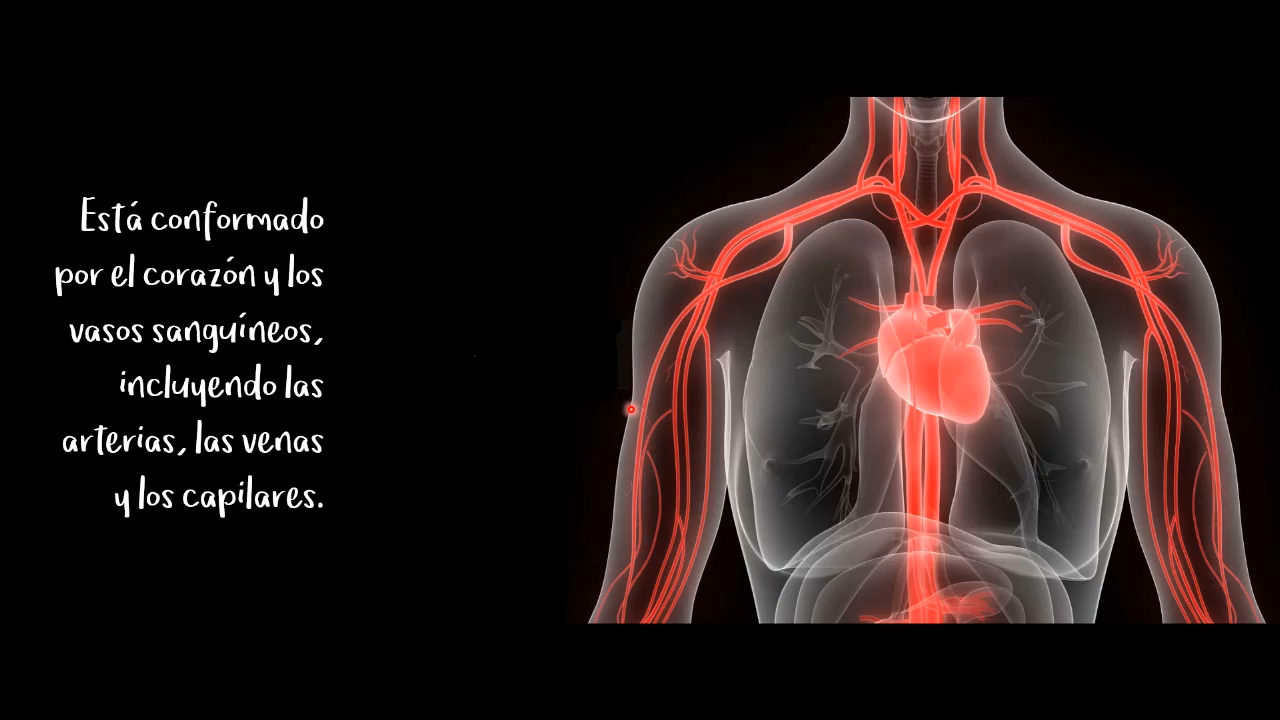 Está conformado
por el corazón y los
vasos sanguíneos,
incluyendo las
arterias, las venas
y los capilares.